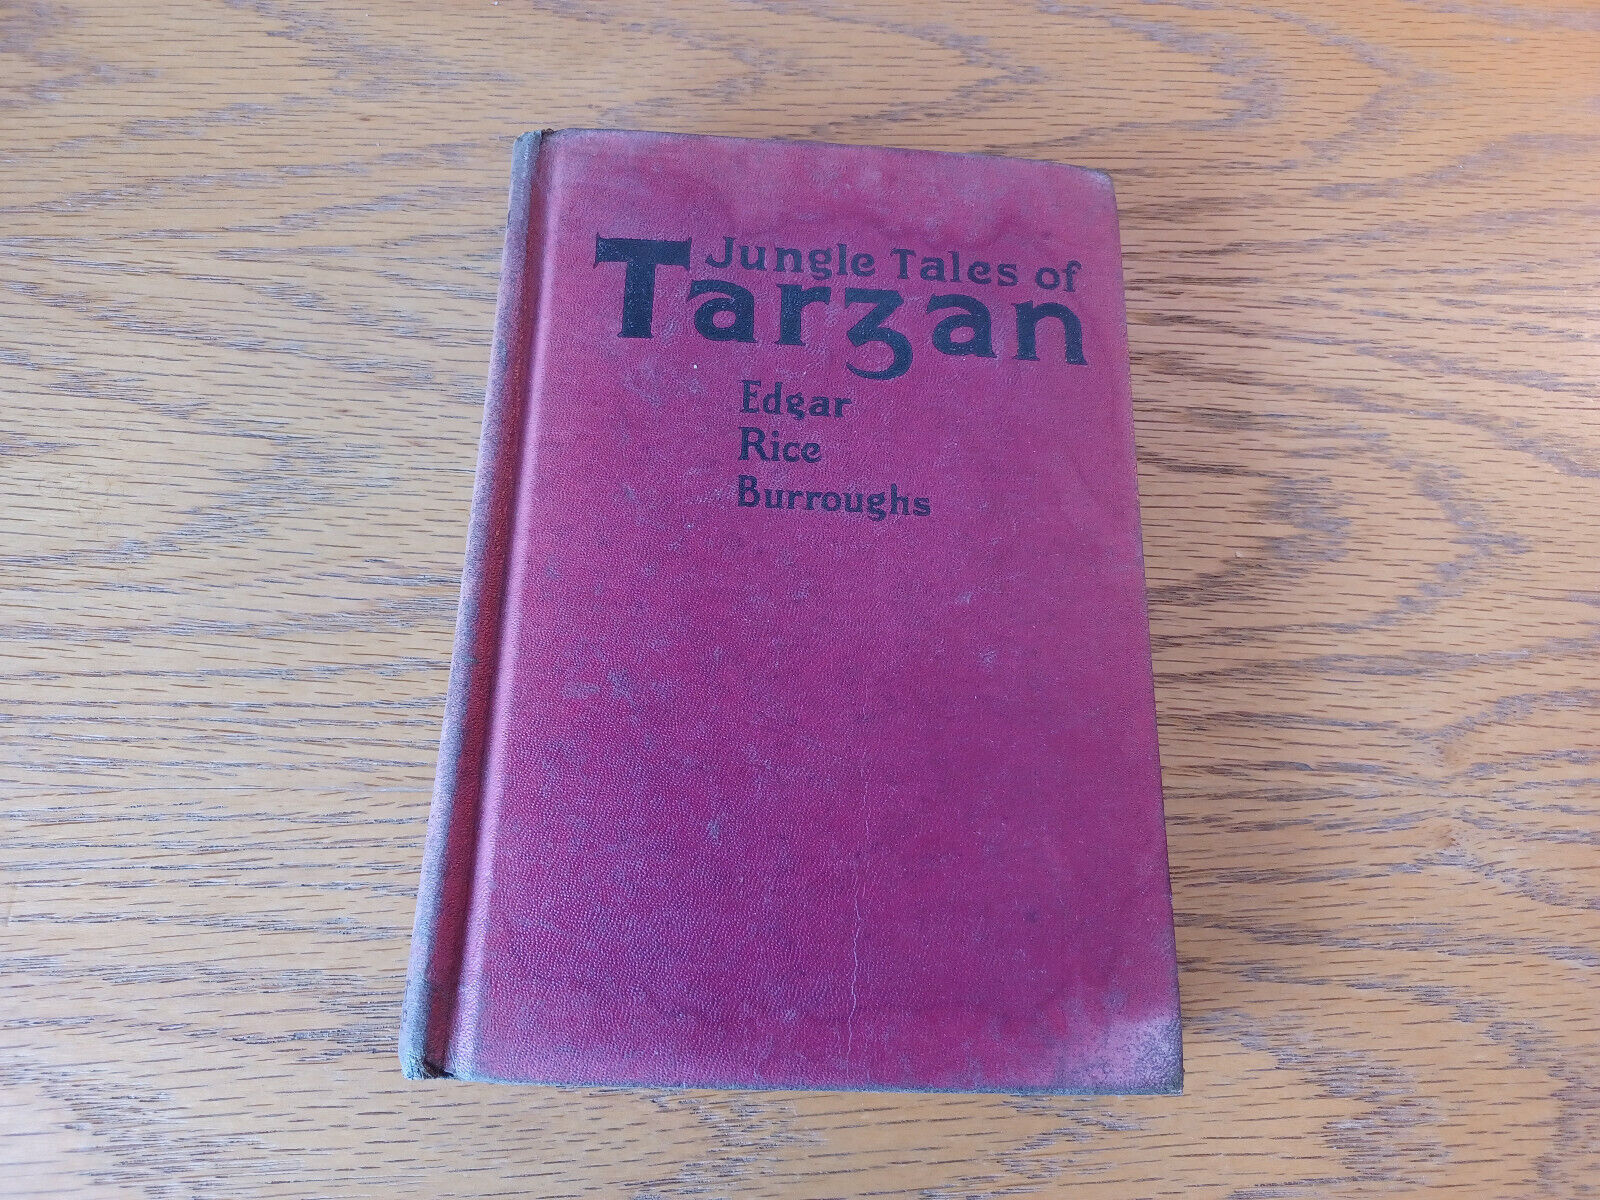 Jungle Tales of
Tarzan
Edgar
Rice
Burroughs